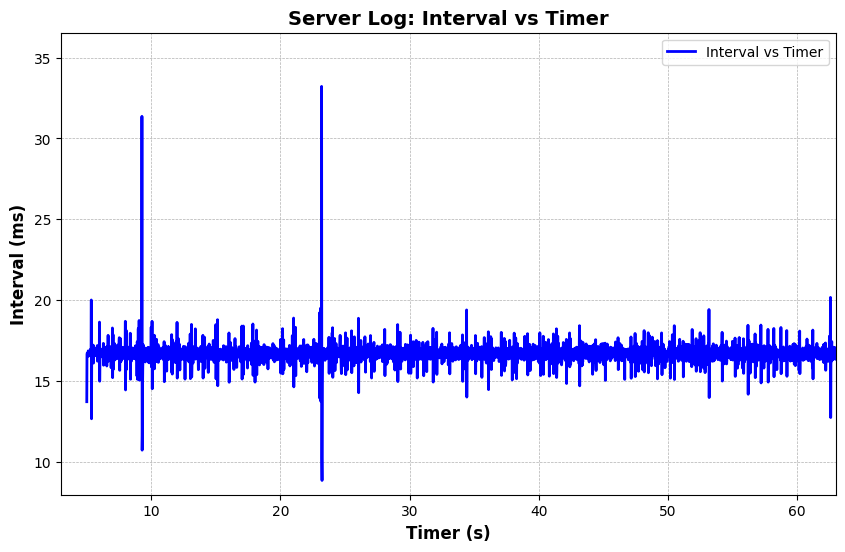 Server Log: Interval vs Timer
Interval vs Timer
Interval (ms)
35
30
25
20
15
10
10 20 30 40 50 60
Timer (s)